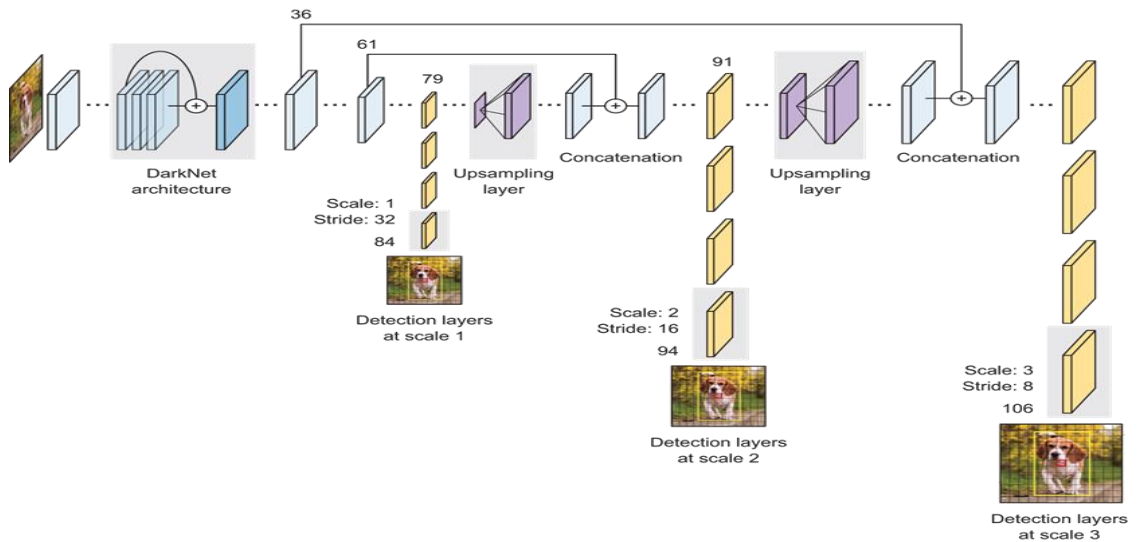 36
61
79
91
+
+
+
DarkNet
architecture
Upsampling
layer
Concatenation
Upsampling
layer
Concatenation
Scale: 1
Stride: 32
84
Detection layers
at scale 1
Scale: 2
Stride: 16
94
Detection layers
at scale 2
Scale: 3
Stride: 8
106
Detection layers
at scale 3